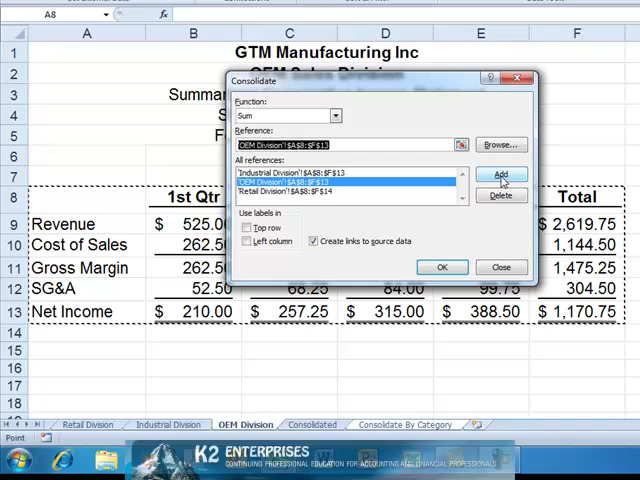 A8
fx
A B C D E F
1 GTM Manufacturing Inc
2 OEM Sales Division
3 Summa
4 S
5 Fo
6
7
8 1st Qtr Total
9 Revenue $ 525.00 $ 2,619.75
10 Cost of Sales 262.50 1,144.50
11 Gross Margin 262.50 1,475.25
12 SG&A 52.50 68.25 84.00 99.75 304.50
13 Net Income $ 210.00 $ 257.25 $ 315.00 $ 388.50 $ 1,170.75
14
15
16
17
18
Consolidate
Function:
Sum
Reference:
'OEM Division'!$A$8:$F$13
Browse...
All references:
'Industrial Division'!$A$8:$F$13
'OEM Division'!$A$8:$F$13
'Retail Division'!$A$8:$F$14
Add
Delete
Use labels in
Top row
Left column
Create links to source data
OK
Close
Retail Division Industrial Division OEM Division Consolidated Consolidate By Category
Point
K2 ENTERPRISES
CONTINUING PROFESSIONAL EDUCATION FOR ACCOUNTING AND FINANCIAL PROFESSIONALS